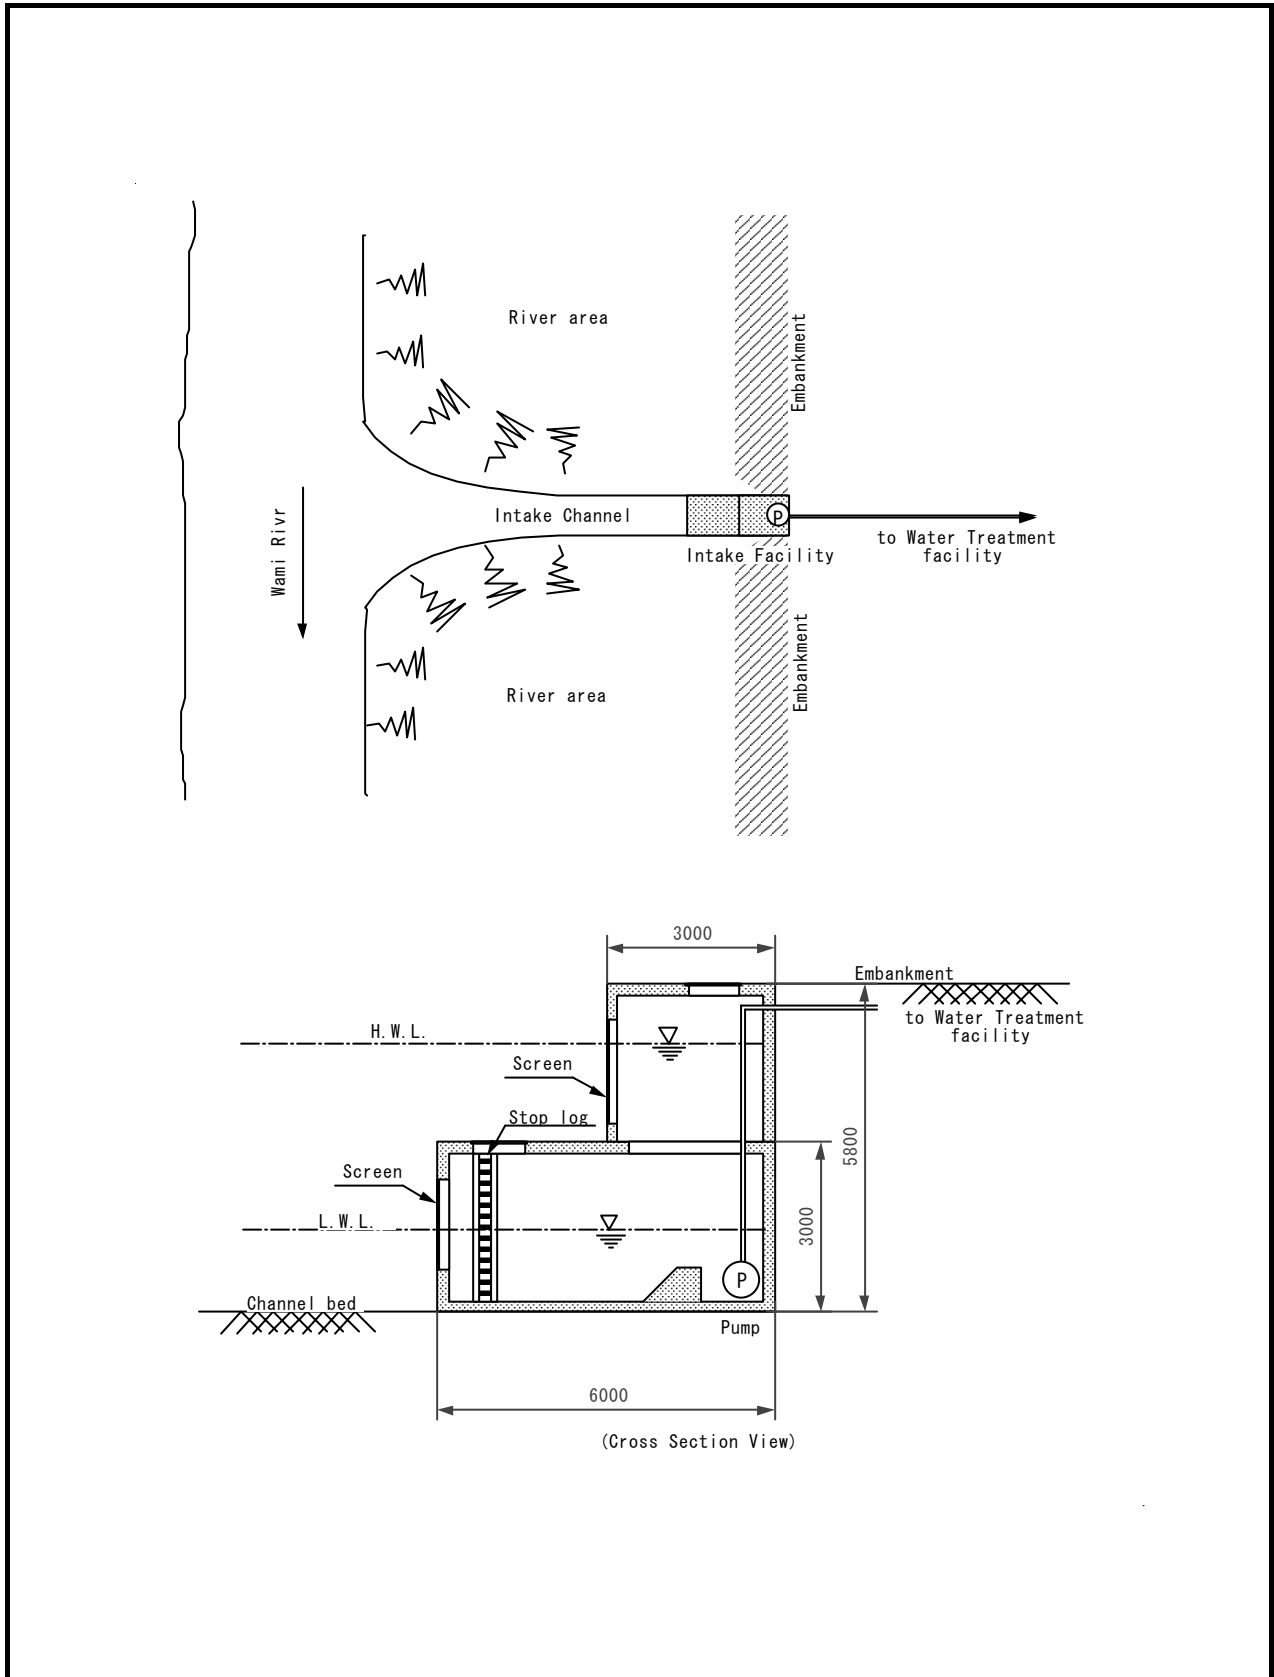 River area
Embankment
Intake Channel
P
Wami Rivr
Intake Facility
to Water Treatment
facility
River area
Embankment
3000
Embankment
to Water Treatment
facility
H.W.L.
Screen
Stop log
5800
Screen
3000
L.W.L.
P
Channel bed
Pump
6000
(Cross Section View)